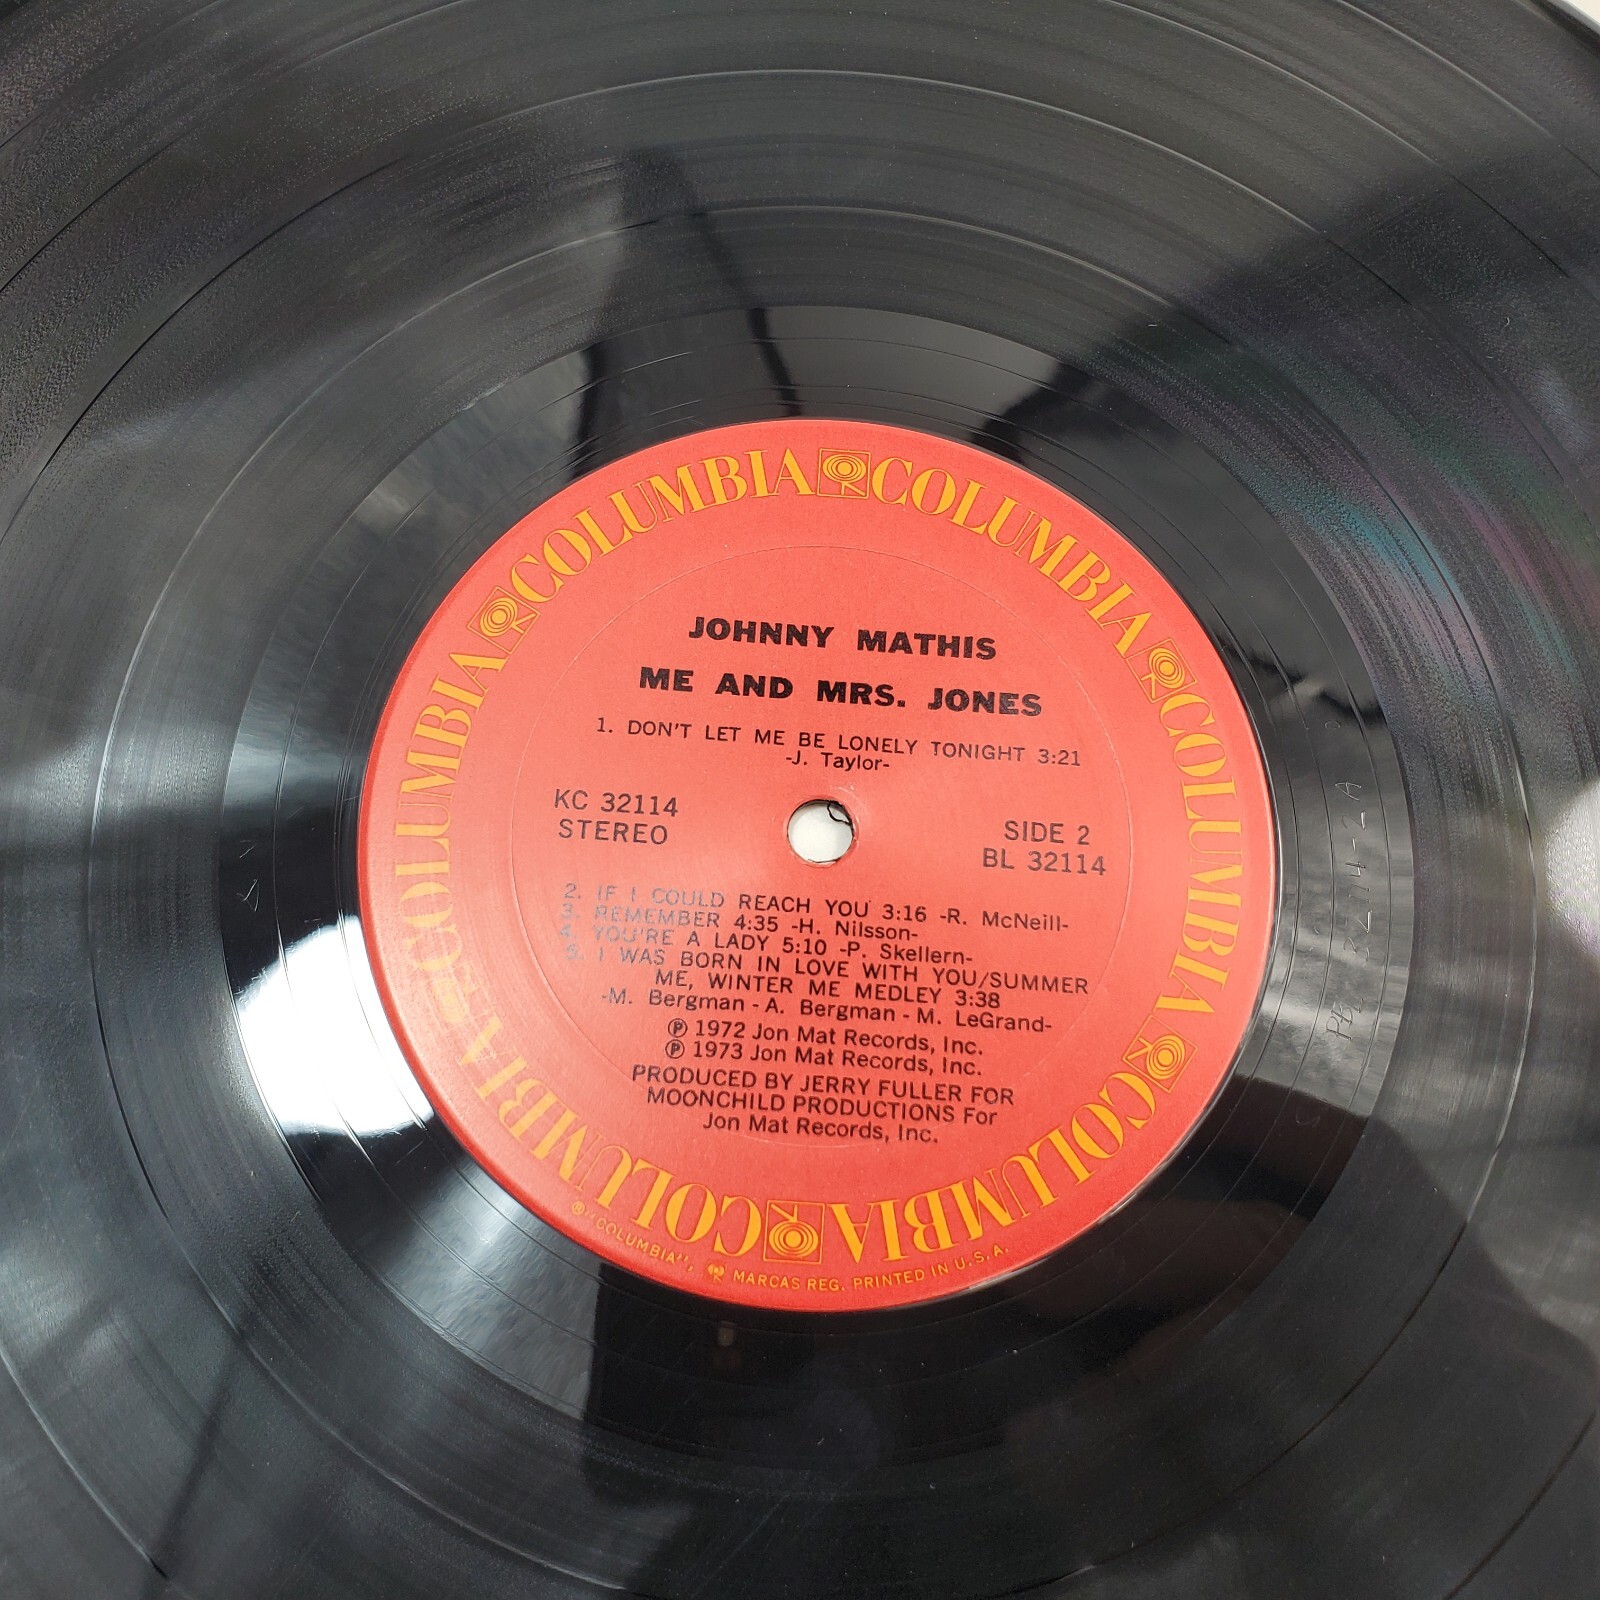 COLUMBIA COLUMBIA COLUMBIA COLUMBIA COLUMBIA COLUMBIA
JOHNNY MATHIS
ME AND MRS. JONES
1. DON'T LET ME BE LONELY TONIGHT 3:21
-J. Taylor-
KC 32114
STEREO
SIDE 2
BL 32114
2. IF I COULD REACH YOU 3:16 -R. McNeill-
3. REMEMBER 4:35 -H. Nilsson-
4. YOU'RE A LADY 5:10 -P. Skellern-
5. I WAS BORN IN LOVE WITH YOU/SUMMER
ME, WINTER ME MEDLEY 3:38
-M. Bergman - A. Bergman - M. LeGrand-
℗ 1972 Jon Mat Records, Inc.
℗ 1973 Jon Mat Records, Inc.
PRODUCED BY JERRY FULLER FOR
MOONCHILD PRODUCTIONS For
Jon Mat Records, Inc.
® "COLUMBIA", MARCAS REG. PRINTED IN U.S.A.
32114-2A